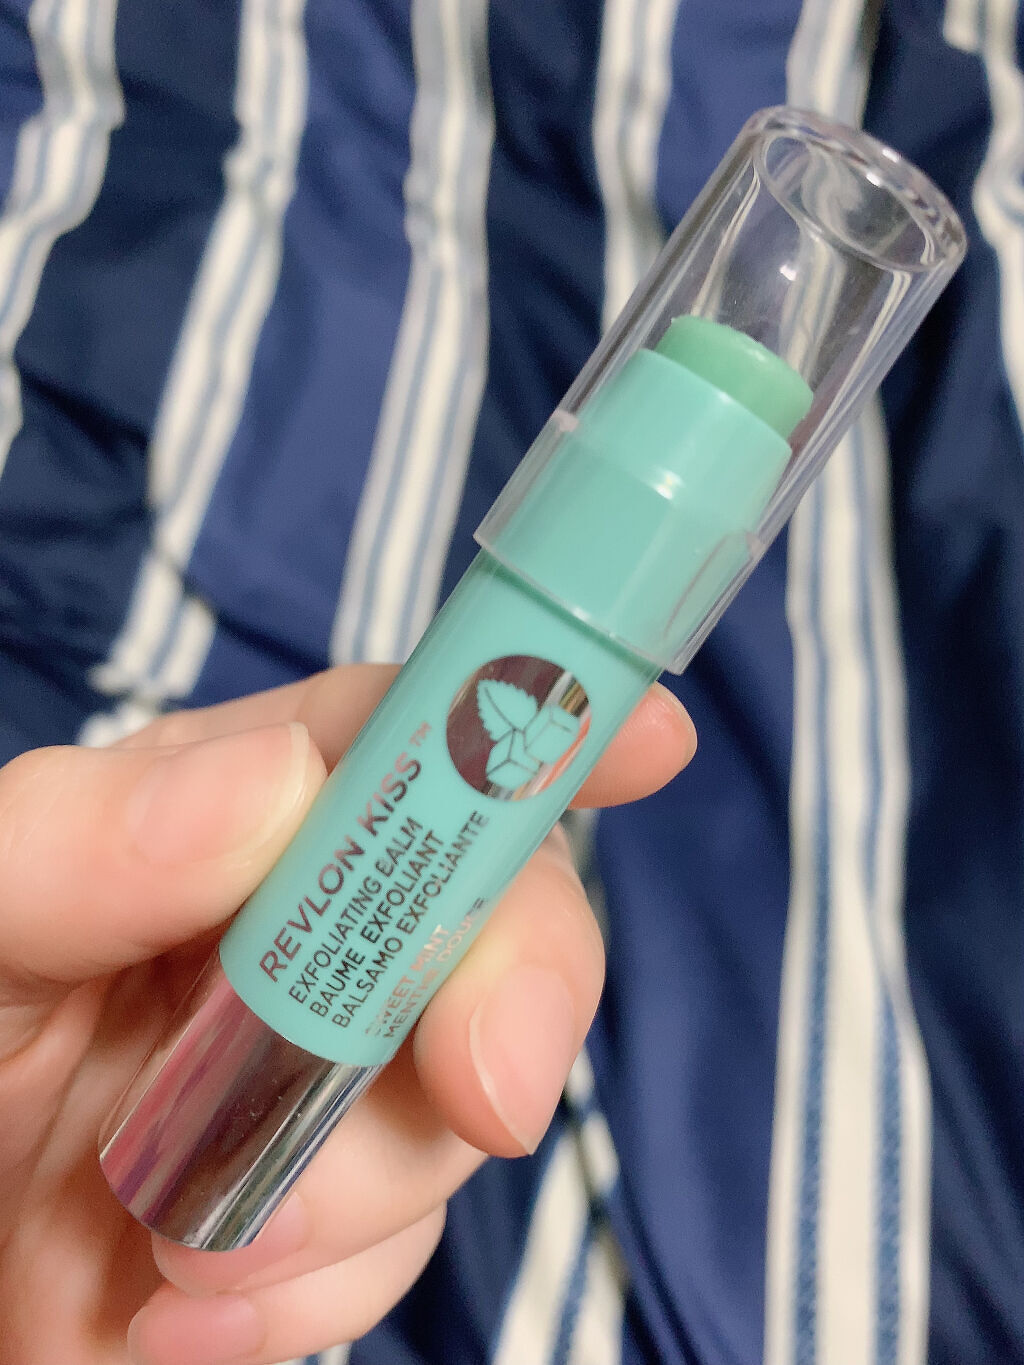 REVLON KISS™
EXFOLIATING BALM
BAUME EXFOLIANT
BALSAMO EXFOLIANTE
SWEET MINT
MENTHE DOUCE